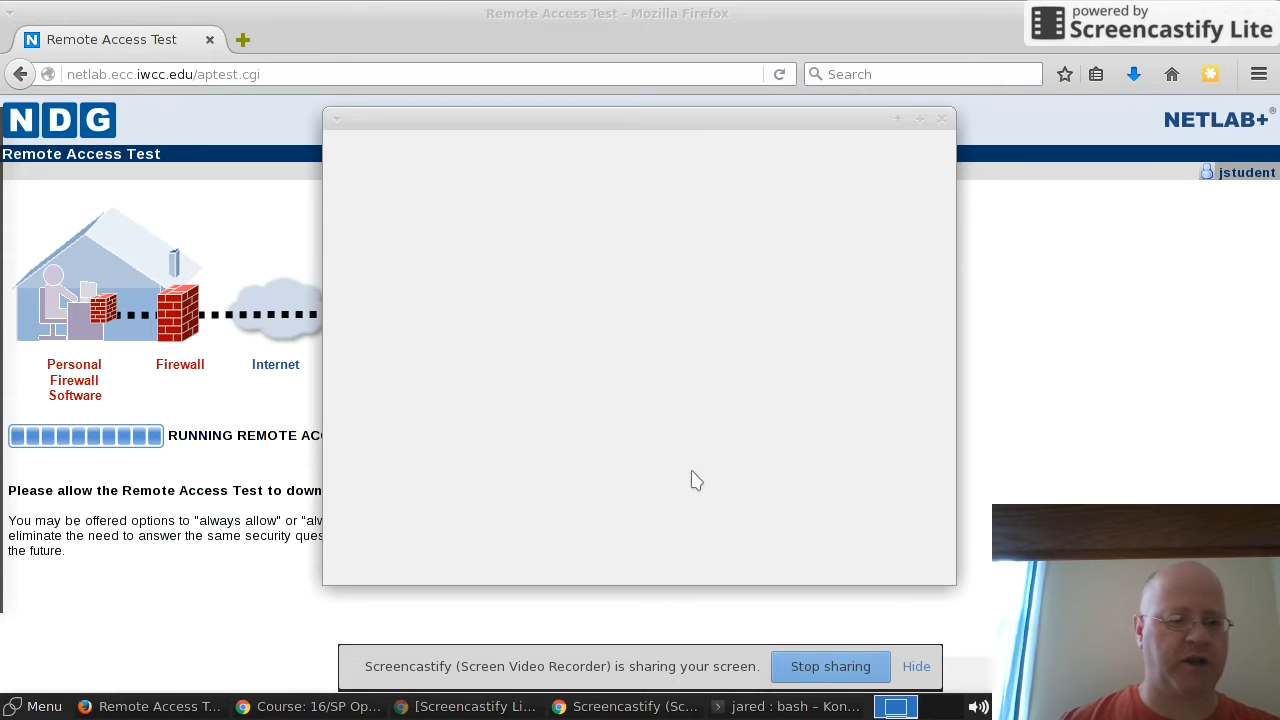 Remote Access Test - Mozilla Firefox
powered by
Screencastify Lite
N Remote Access Test
netlab.ecc.iwcc.edu/aptest.cgi
Search
NDG
NETLAB+®
Remote Access Test
jstudent
Personal
Firewall
Software
Firewall
Internet
RUNNING REMOTE ACC
Please allow the Remote Access Test to down
You may be offered options to "always allow" or "alw
eliminate the need to answer the same security ques
the future.
Screencastify (Screen Video Recorder) is sharing your screen.
Stop sharing
Hide
Menu
Remote Access T...
Course: 16/SP Op...
[Screencastify Li...
Screencastify (Sc...
jared : bash – Kon...